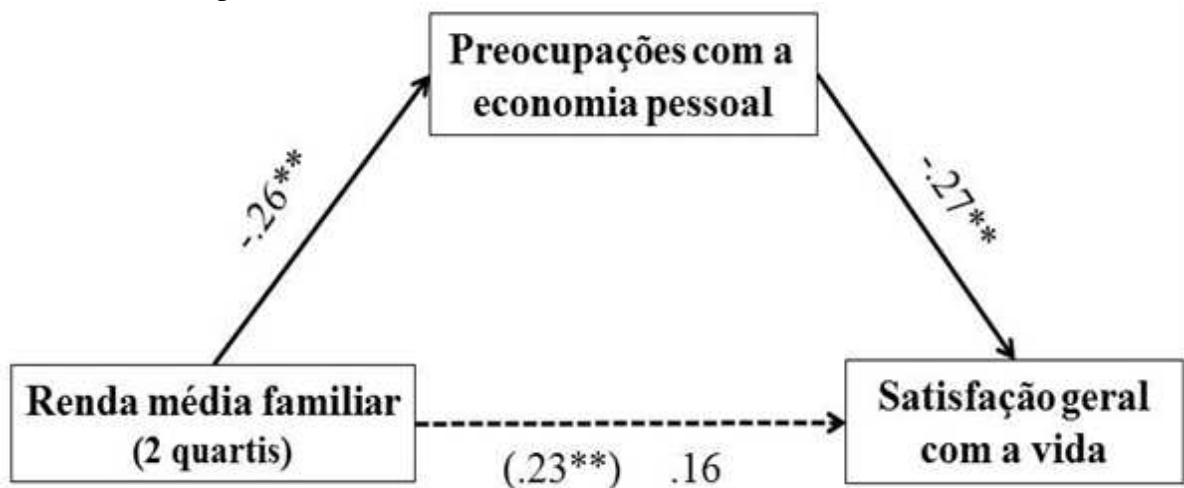 Preocupações com a
economia pessoal
-.26**
-.27**
Renda média familiar
(2 quartis)
Satisfação geral
com a vida
(.23**) .16